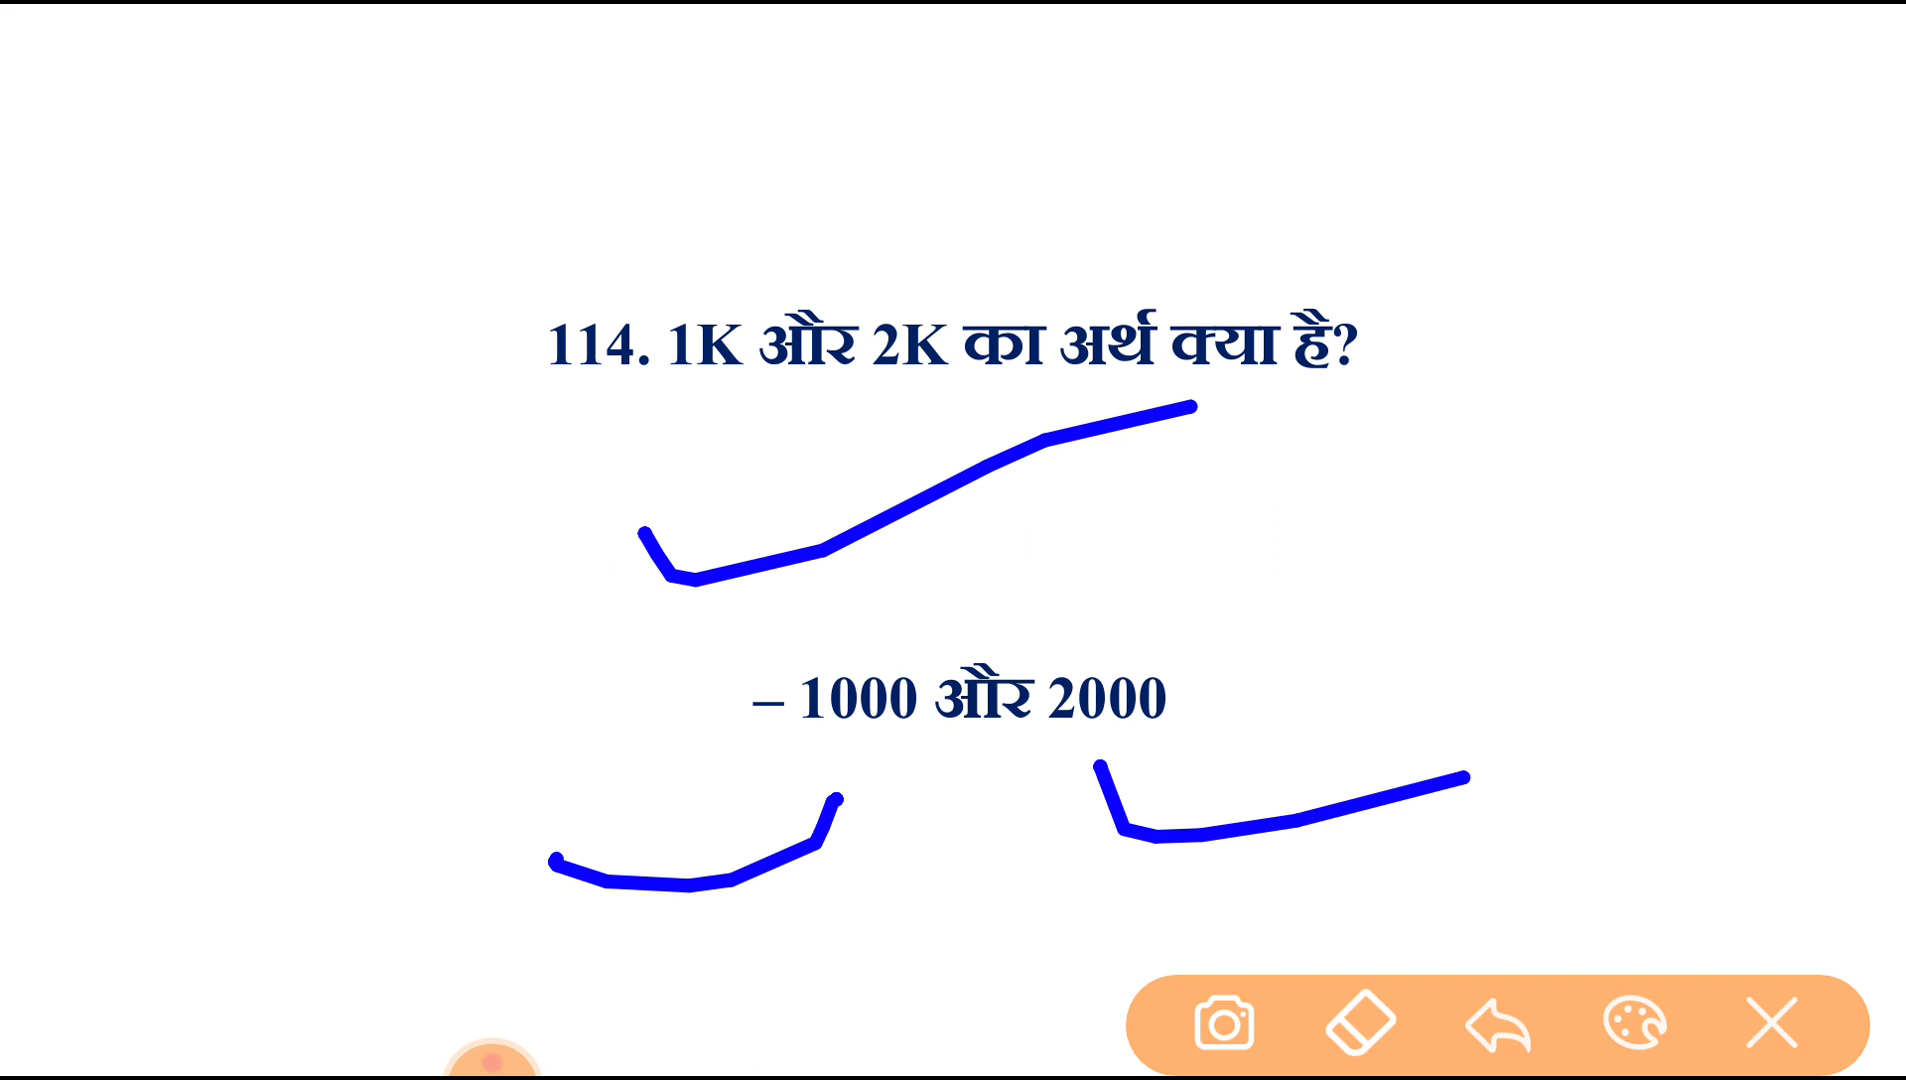 114. 1K और 2K का अर्थ क्या है?
– 1000 और 2000